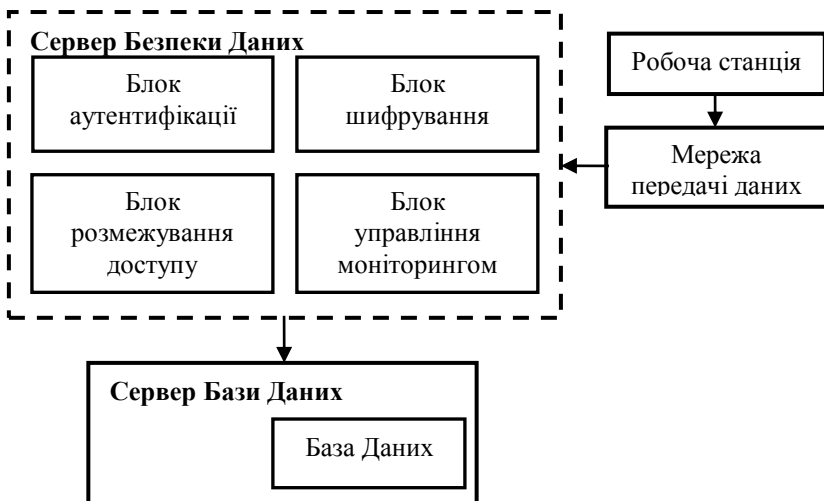 Сервер Безпеки Даних
Блок
аутентифікації
Блок
шифрування
Блок
розмежування
доступу
Блок
управління
моніторингом
Робоча станція
Мережа
передачі даних
Сервер Бази Даних
База Даних